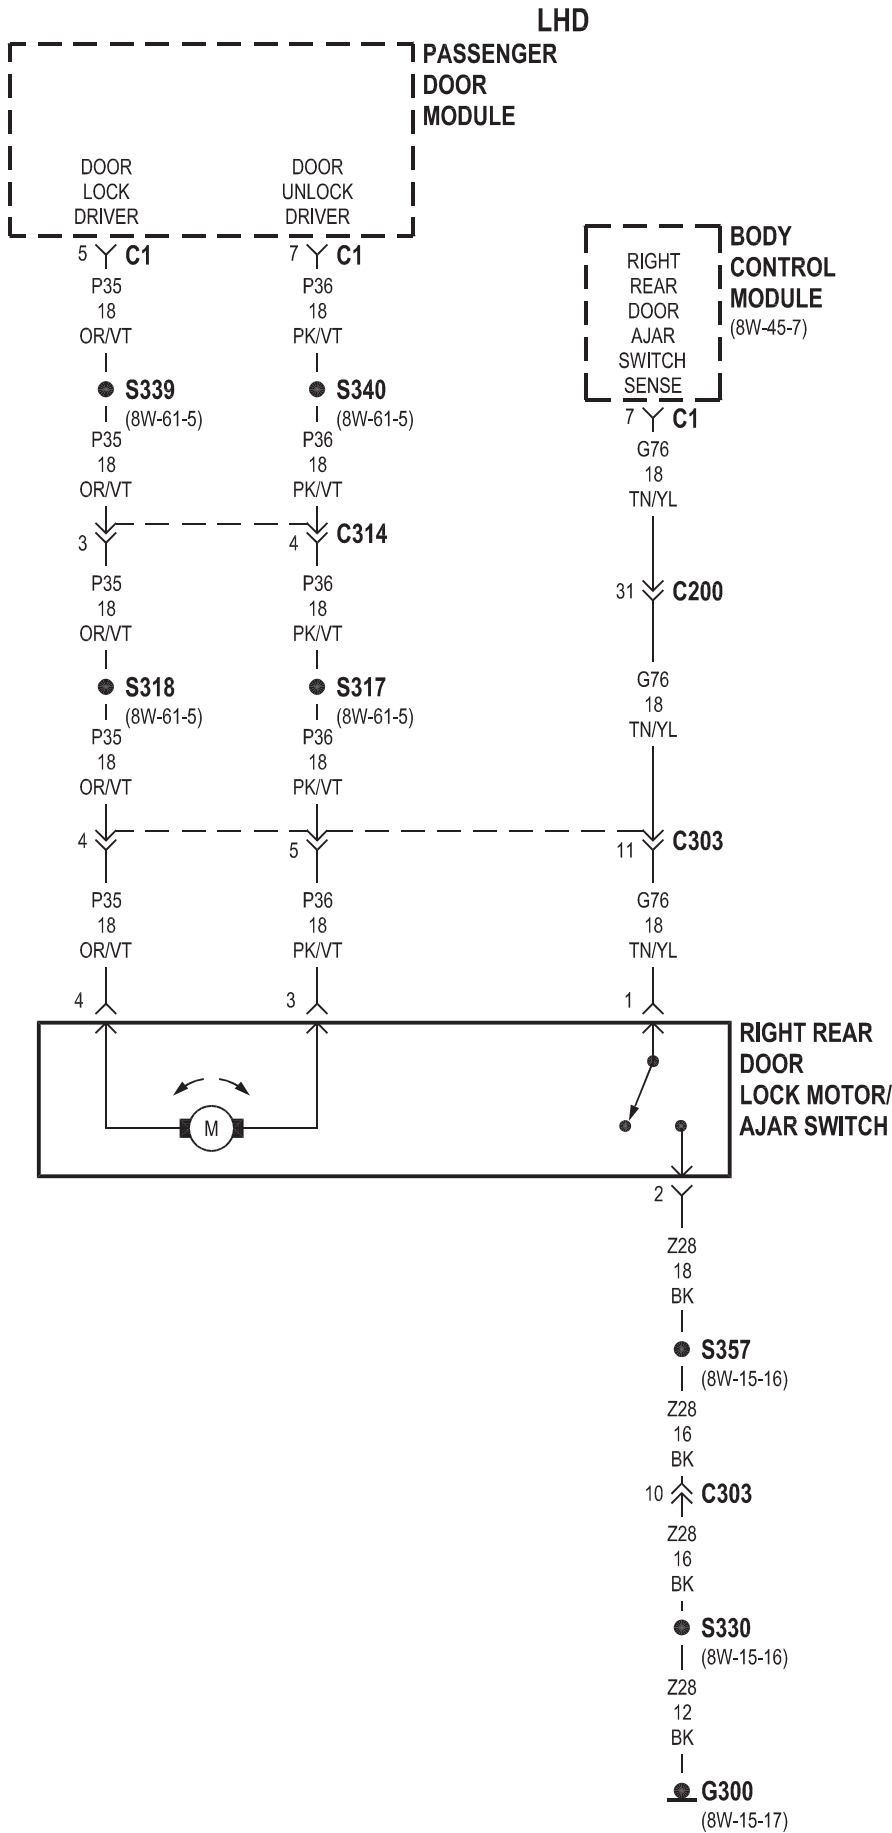 LHD
PASSENGER
DOOR
MODULE
DOOR
LOCK
DRIVER
DOOR
UNLOCK
DRIVER
5 C1
7 C1
P35
18
OR/VT
P36
18
PK/VT
BODY
CONTROL
MODULE
(8W-45-7)
RIGHT
REAR
DOOR
AJAR
SWITCH
SENSE
7 C1
S339
(8W-61-5)
S340
(8W-61-5)
P35
18
OR/VT
P36
18
PK/VT
G76
18
TN/YL
3
4 C314
31 C200
P35
18
OR/VT
P36
18
PK/VT
S318
(8W-61-5)
S317
(8W-61-5)
G76
18
TN/YL
P35
18
OR/VT
P36
18
PK/VT
4
5
11 C303
P35
18
OR/VT
P36
18
PK/VT
G76
18
TN/YL
4
3
1
RIGHT REAR
DOOR
LOCK MOTOR/
AJAR SWITCH
M
2
Z28
18
BK
S357
(8W-15-16)
Z28
16
BK
10 C303
Z28
16
BK
S330
(8W-15-16)
Z28
12
BK
G300
(8W-15-17)